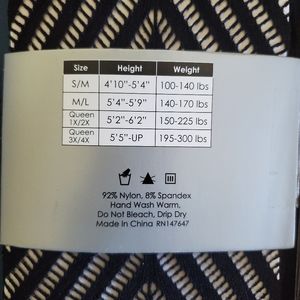 Size Height Weight
S/M 4'10"-5'4" 100-140 lbs
M/L 5'4"-5'9" 140-170 lbs
Queen
1X/2X 5'2"-6'2" 150-225 lbs
Queen
3X/4X 5'5"-UP 195-300 lbs
92% Nylon, 8% Spandex
Hand Wash Warm,
Do Not Bleach, Drip Dry
Made in China RN147647